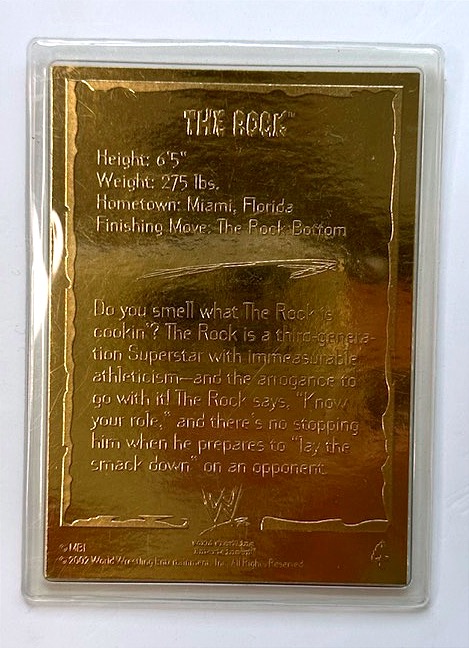 THE ROCK™
Height: 6'5"
Weight: 275 lbs.
Hometown: Miami, Florida
Finishing Move: The Rock Bottom
Do you smell what The Rock is
cookin'? The Rock is a third-genera-
tion Superstar with immeasurable
athleticism—and the arrogance to
go with it! The Rock says, "Know
your role," and there's no stopping
him when he prepares to "lay the
smack down" on an opponent.
W
©MBI
©2002 World Wrestling Entertainment, Inc. All Rights Reserved